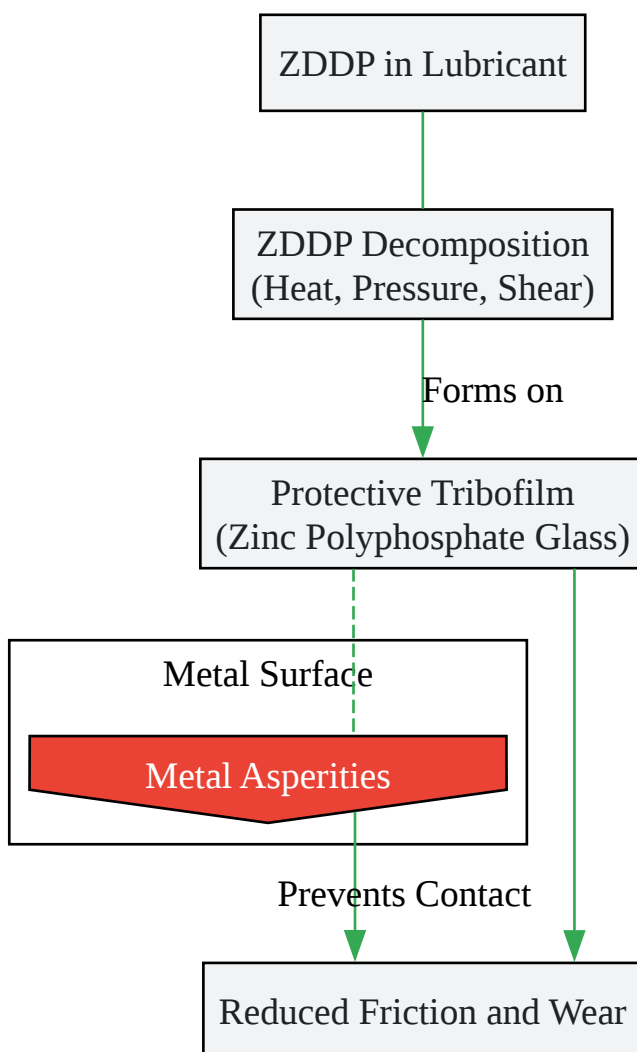 ZDDP in Lubricant
ZDDP Decomposition
(Heat, Pressure, Shear)
Forms on
Protective Tribofilm
(Zinc Polyphosphate Glass)
Metal Surface
Metal Asperities
Prevents Contact
Reduced Friction and Wear